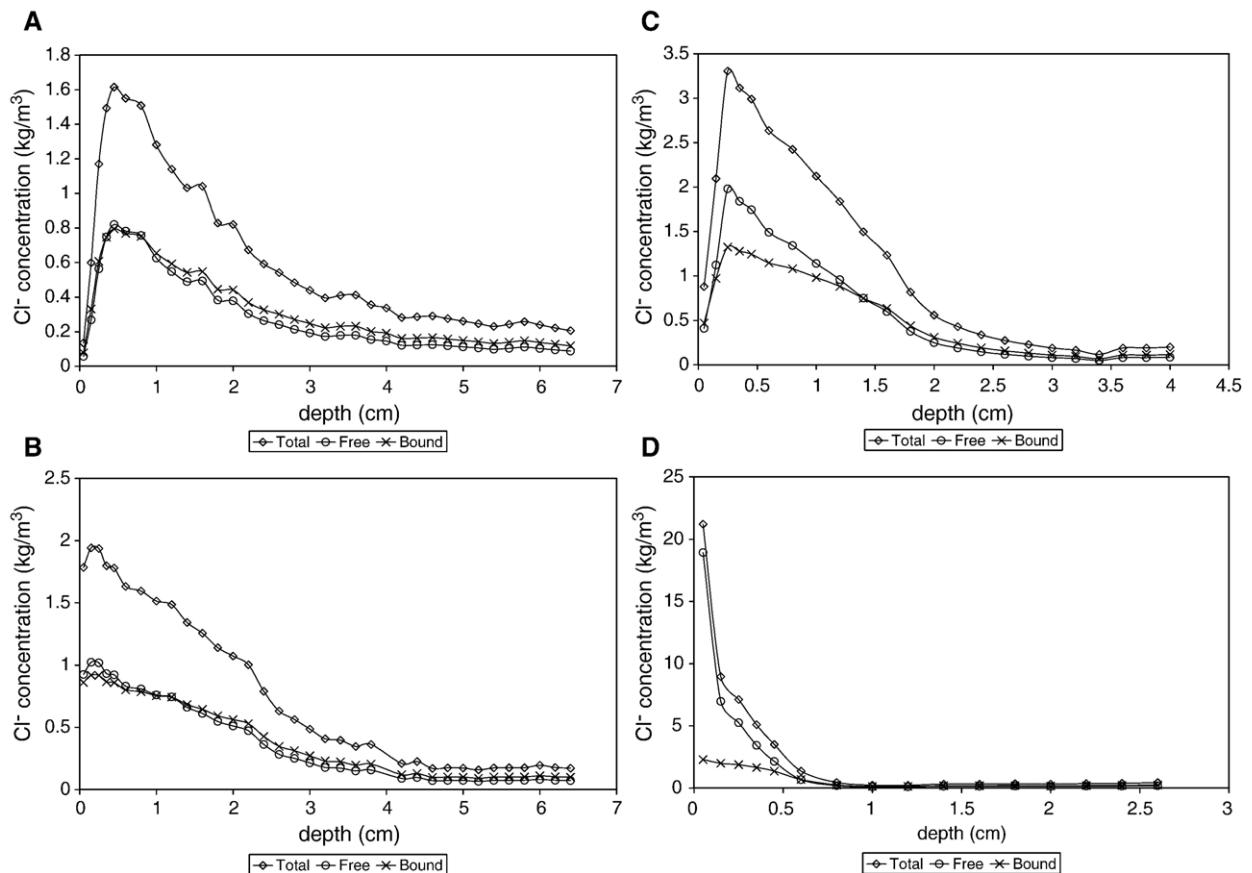 A
Cl⁻ concentration (kg/m³)
1.8
1.6
1.4
1.2
1
0.8
0.6
0.4
0.2
0
0 1 2 3 4 5 6 7
depth (cm)
Total Free Bound
B
Cl⁻ concentration (kg/m³)
2.5
2
1.5
1
0.5
0
0 1 2 3 4 5 6 7
depth (cm)
Total Free Bound
C
Cl⁻ concentration (kg/m³)
3.5
3
2.5
2
1.5
1
0.5
0
0 0.5 1 1.5 2 2.5 3 3.5 4 4.5
depth (cm)
Total Free Bound
D
Cl⁻ concentration (kg/m³)
25
20
15
10
5
0
0 0.5 1 1.5 2 2.5 3
depth (cm)
Total Free Bound